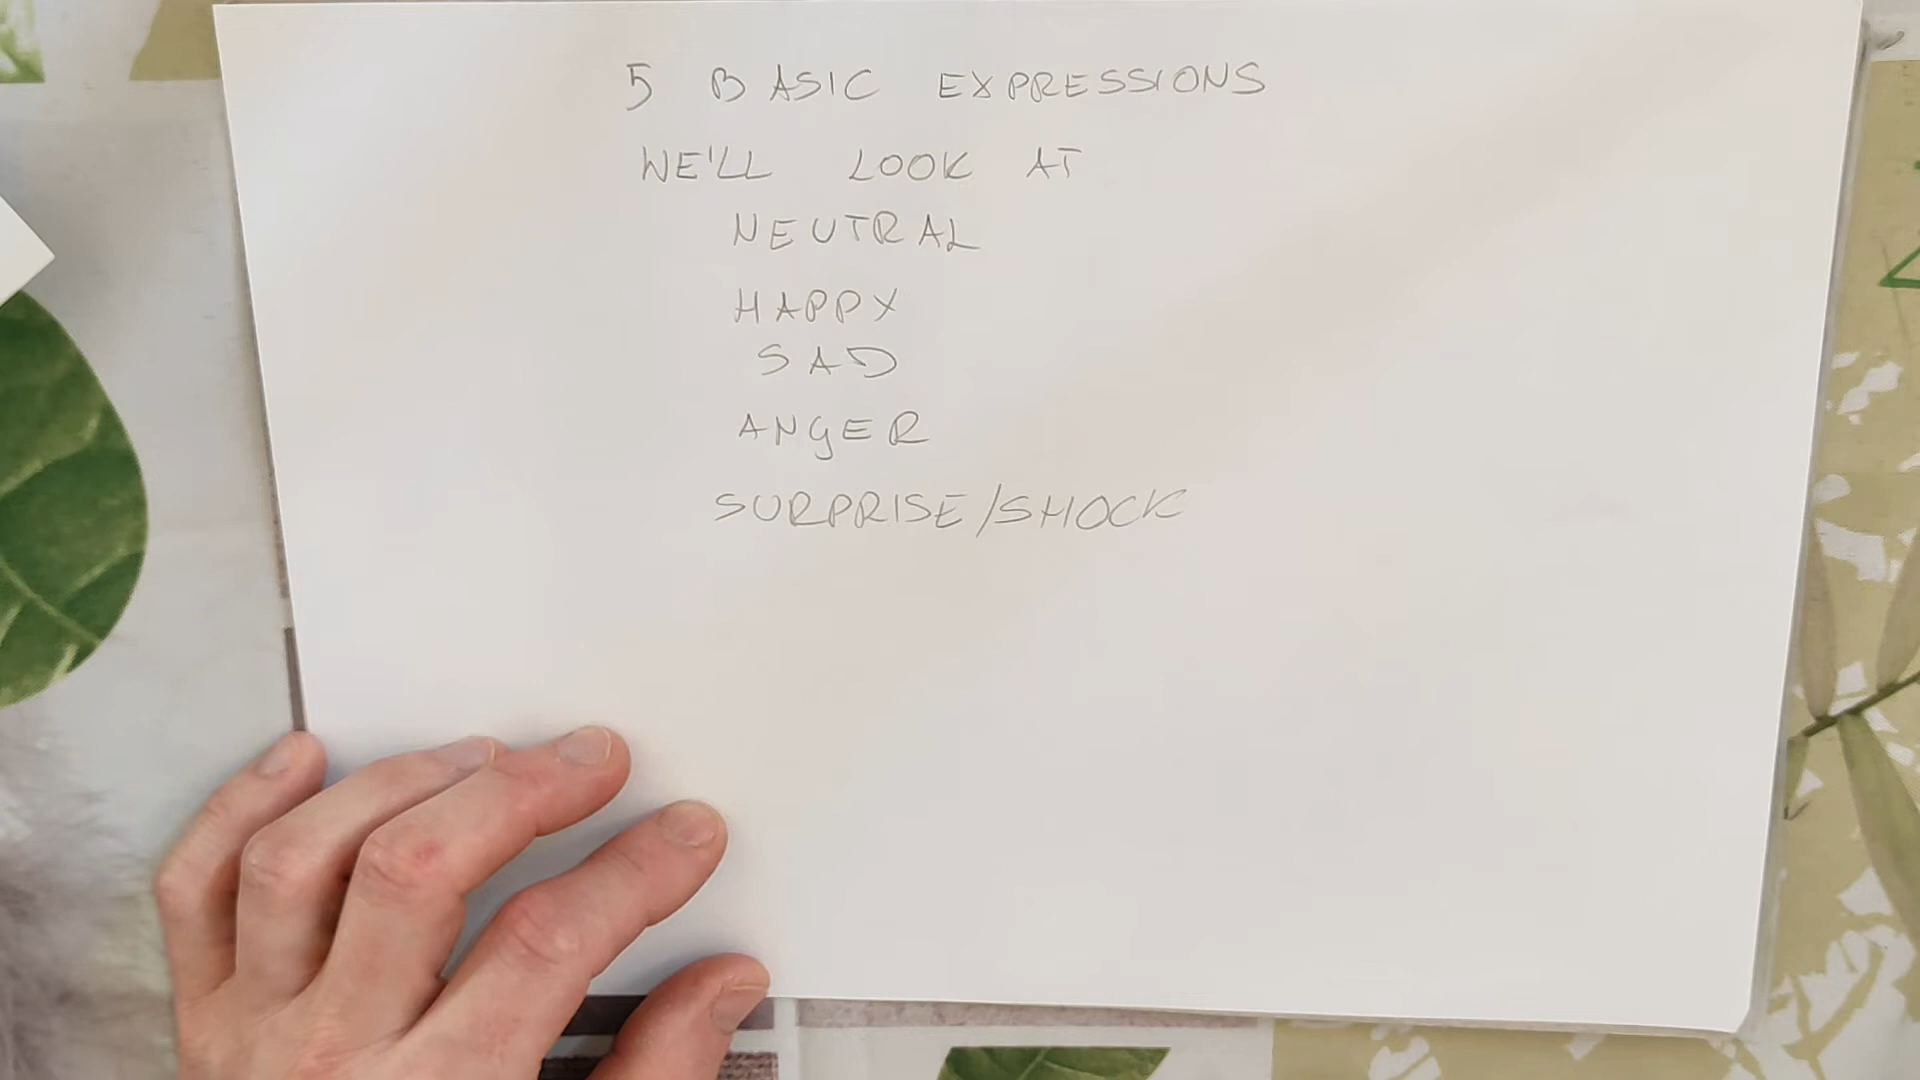 5 BASIC EXPRESSIONS
WE'LL LOOK AT
NEUTRAL
HAPPY
SAD
ANGER
SURPRISE/SHOCK